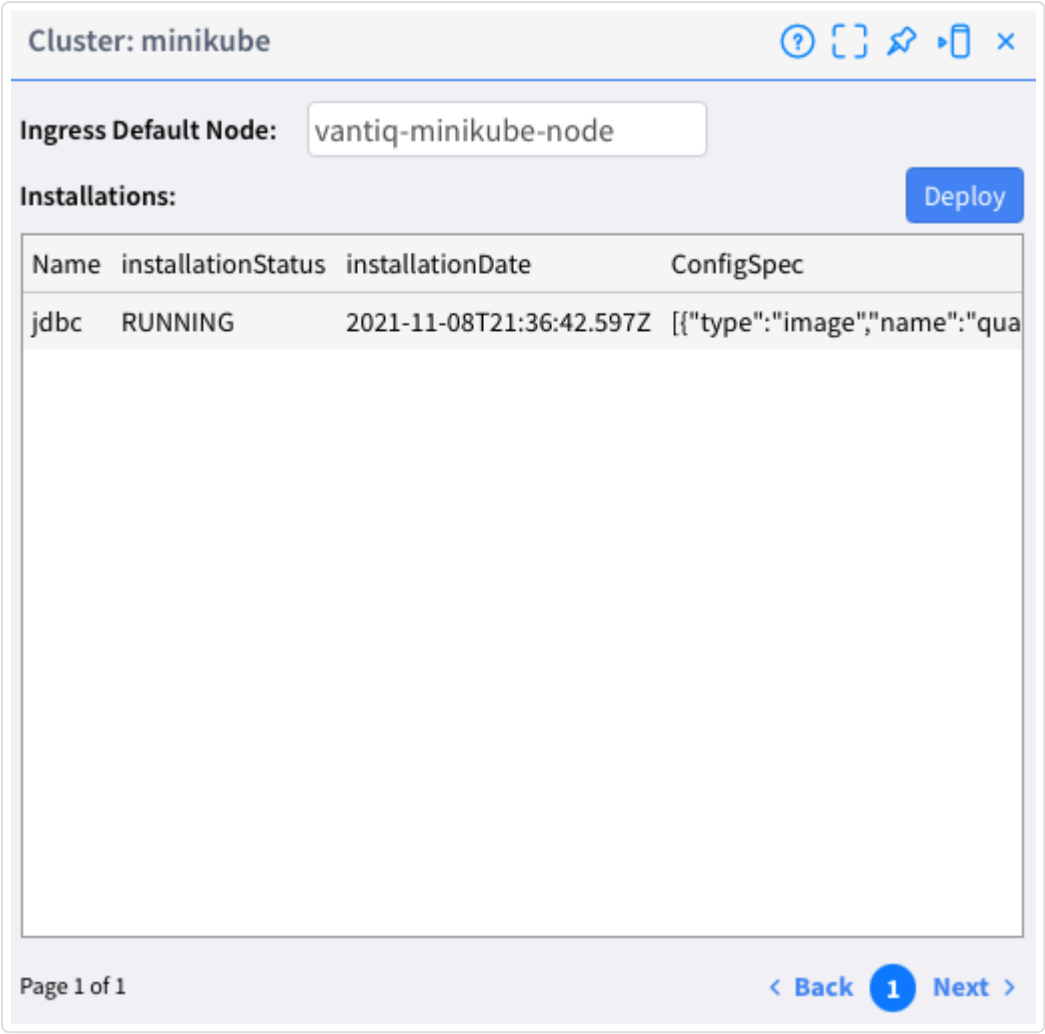 Cluster: minikube
Ingress Default Node: vantiq-minikube-node
Installations: Deploy
Name installationStatus installationDate ConfigSpec
jdbc RUNNING 2021-11-08T21:36:42.597Z [{"type":"image","name":"qua
Page 1 of 1 < Back 1 Next >